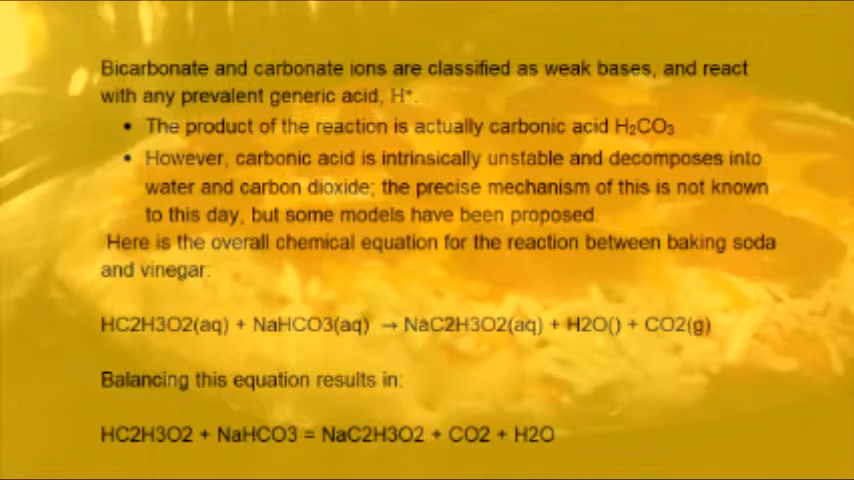 Bicarbonate and carbonate ions are classified as weak bases, and react
with any prevalent generic acid, H⁺.
• The product of the reaction is actually carbonic acid H₂CO₃
• However, carbonic acid is intrinsically unstable and decomposes into
water and carbon dioxide; the precise mechanism of this is not known
to this day, but some models have been proposed.
Here is the overall chemical equation for the reaction between baking soda
and vinegar:
HC2H3O2(aq) + NaHCO3(aq) → NaC2H3O2(aq) + H2O() + CO2(g)
Balancing this equation results in:
HC2H3O2 + NaHCO3 = NaC2H3O2 + CO2 + H2O